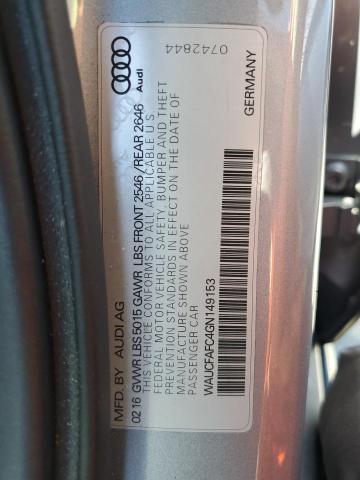 MFD. BY AUDI AG
02 16 GVWR LBS 5015 GAWR LBS FRONT 2546 / REAR 2646
THIS VEHICLE CONFORMS TO ALL APPLICABLE U S
FEDERAL MOTOR VEHICLE SAFETY, BUMPER AND THEFT
STANDARDS IN EFFECT ON THE DATE OF
MANUFACTURE SHOWN ABOVE
PASSENGER CAR
WAUCFAFC4GN149153
Audi
0742844
GERMANY